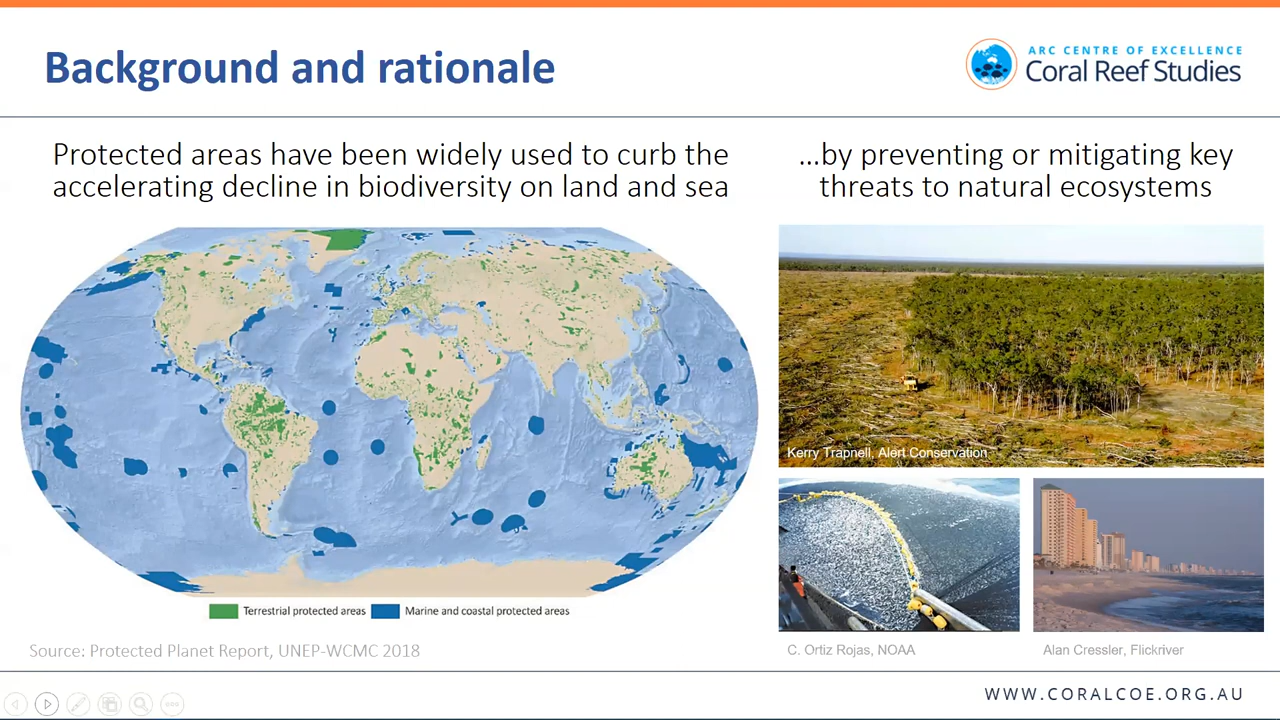 Background and rationale
ARC CENTRE OF EXCELLENCE
Coral Reef Studies
Protected areas have been widely used to curb the
accelerating decline in biodiversity on land and sea
...by preventing or mitigating key
threats to natural ecosystems
Kerry Trapnell, Alert Conservation
Terrestrial protected areas
Marine and coastal protected areas
Source: Protected Planet Report, UNEP-WCMC 2018
C. Ortiz Rojas, NOAA
Alan Cressler, Flickriver
WWW.CORALCOE.ORG.AU